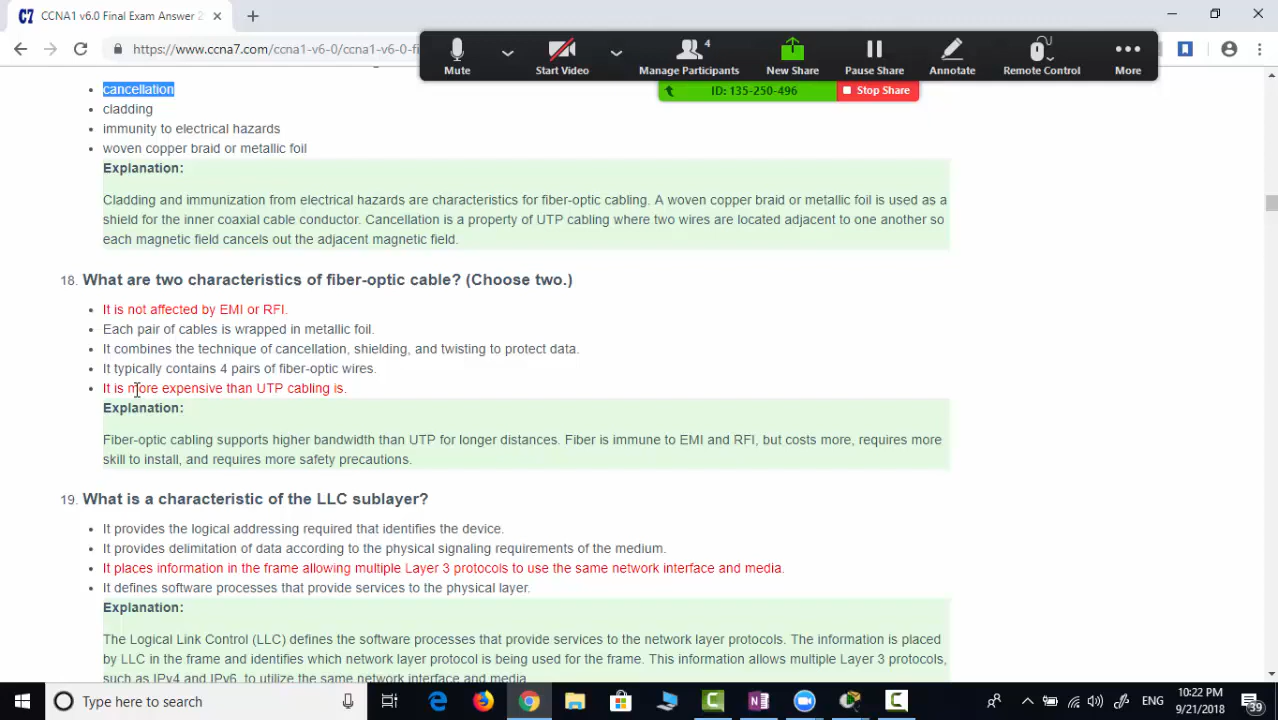 C7 CCNA1 v6.0 Final Exam Answer 2
https://www.ccna7.com/ccna1-v6-0/ccna1-v6-0-fi
Mute
Start Video
4
Manage Participants
New Share
Pause Share
Annotate
Remote Control
More
ID: 135-250-496
Stop Share
cancellation
cladding
immunity to electrical hazards
woven copper braid or metallic foil
Explanation:
Cladding and immunization from electrical hazards are characteristics for fiber-optic cabling. A woven copper braid or metallic foil is used as a
shield for the inner coaxial cable conductor. Cancellation is a property of UTP cabling where two wires are located adjacent to one another so
each magnetic field cancels out the adjacent magnetic field.
18. What are two characteristics of fiber-optic cable? (Choose two.)
It is not affected by EMI or RFI.
Each pair of cables is wrapped in metallic foil.
It combines the technique of cancellation, shielding, and twisting to protect data.
It typically contains 4 pairs of fiber-optic wires.
It is more expensive than UTP cabling is.
Explanation:
Fiber-optic cabling supports higher bandwidth than UTP for longer distances. Fiber is immune to EMI and RFI, but costs more, requires more
skill to install, and requires more safety precautions.
19. What is a characteristic of the LLC sublayer?
It provides the logical addressing required that identifies the device.
It provides delimitation of data according to the physical signaling requirements of the medium.
It places information in the frame allowing multiple Layer 3 protocols to use the same network interface and media.
It defines software processes that provide services to the physical layer.
Explanation:
The Logical Link Control (LLC) defines the software processes that provide services to the network layer protocols. The information is placed
by LLC in the frame and identifies which network layer protocol is being used for the frame. This information allows multiple Layer 3 protocols,
such as IPv4 and IPv6, to utilize the same network interface and media.
Type here to search
ENG
10:22 PM
9/21/2018
39